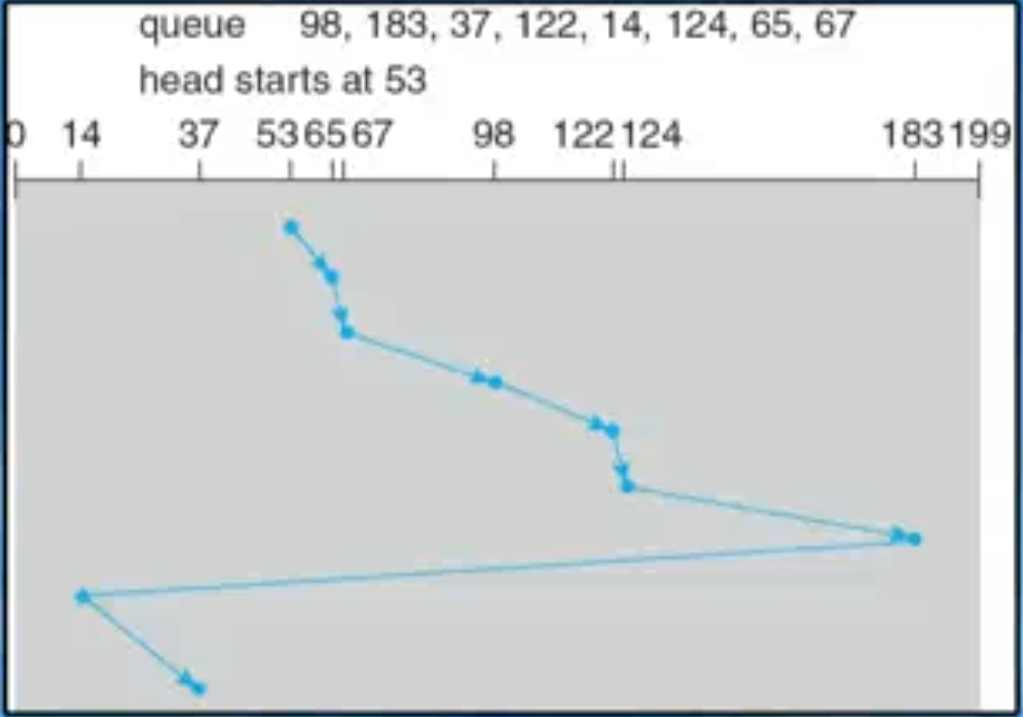 queue 98, 183, 37, 122, 14, 124, 65, 67
head starts at 53
0 14 37 53 65 67 98 122 124 183 199